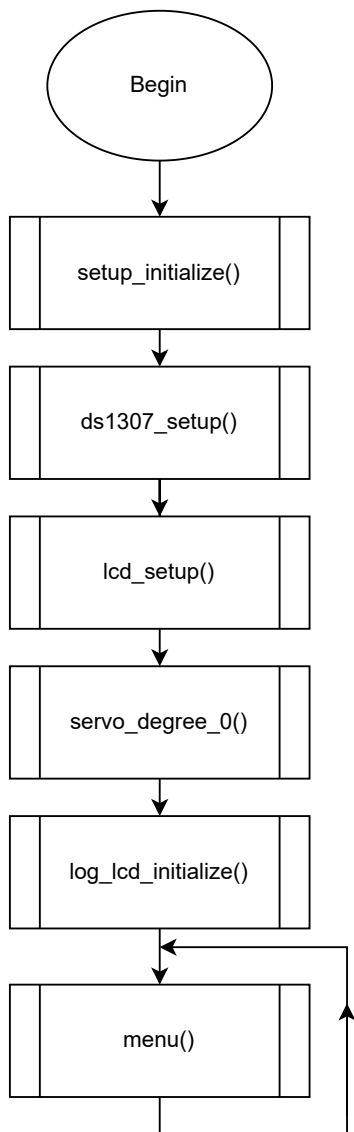 Begin
setup_initialize()
ds1307_setup()
lcd_setup()
servo_degree_0()
log_lcd_initialize()
menu()